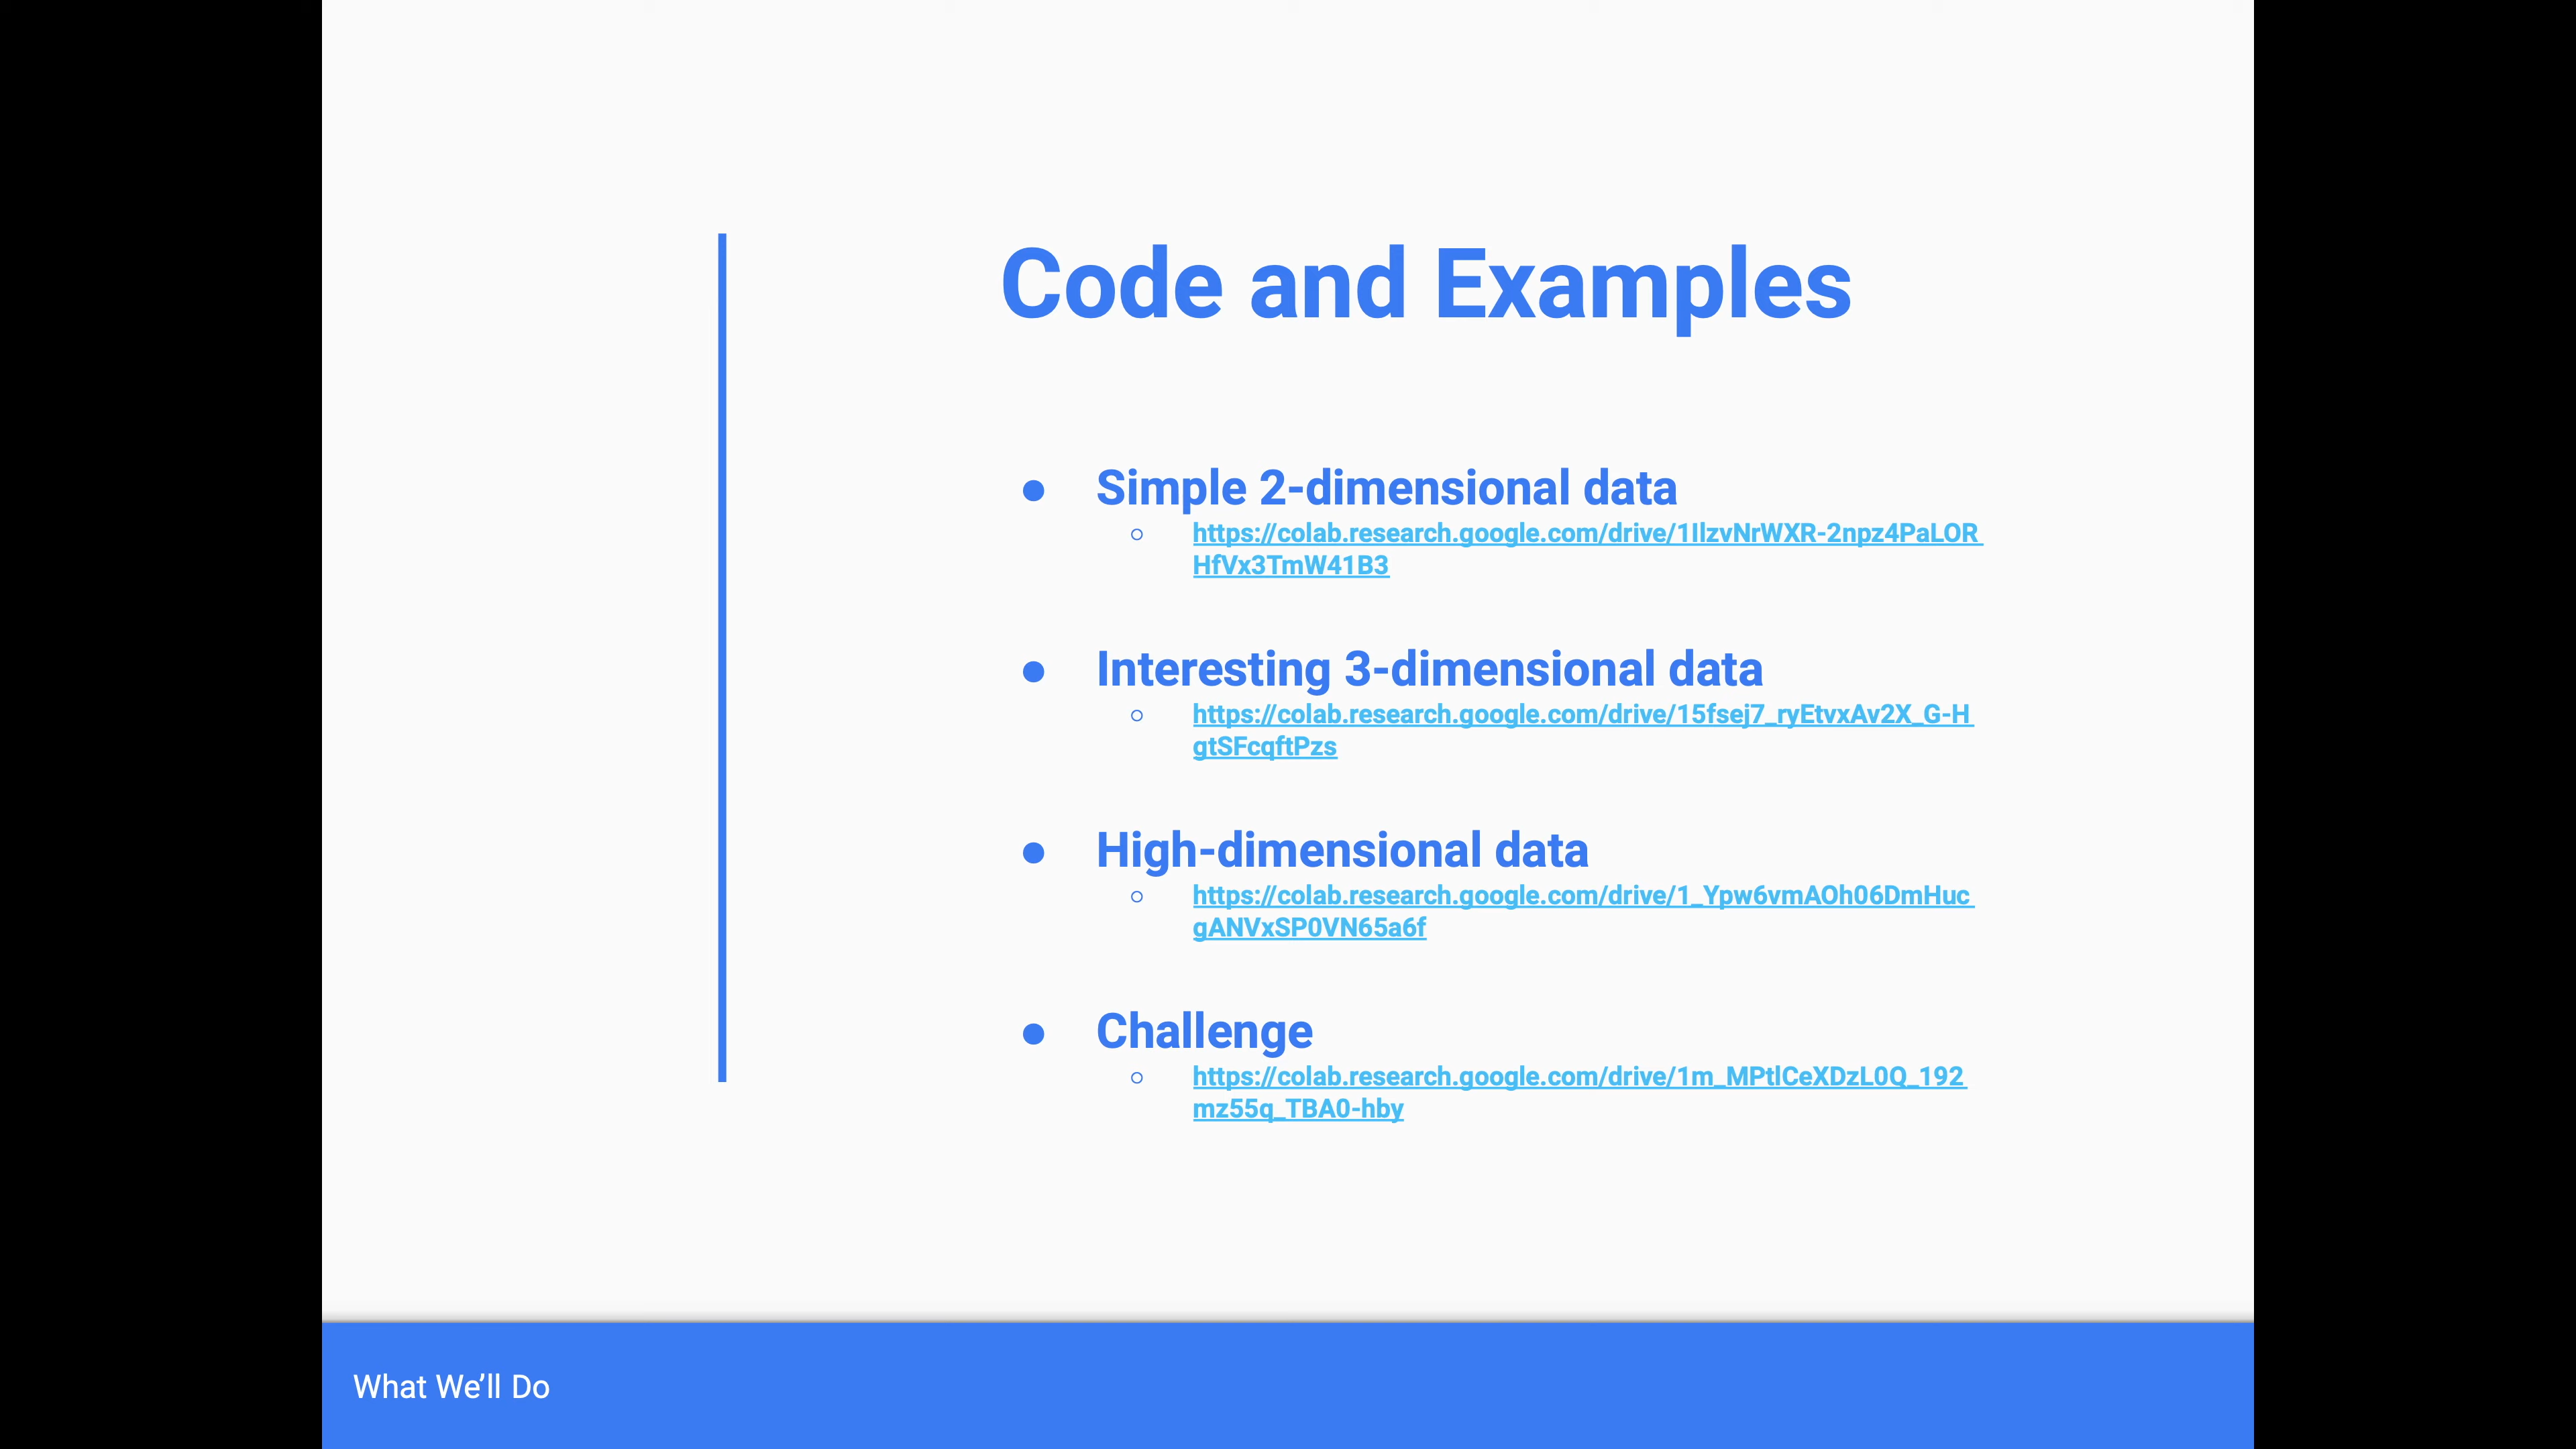 Code and Examples
● Simple 2-dimensional data
○ https://colab.research.google.com/drive/1IlzvNrWXR-2npz4PaLOR
HfVx3TmW41B3
● Interesting 3-dimensional data
○ https://colab.research.google.com/drive/15fsej7_ryEtvxAv2X_G-H
gtSFcqftPzs
● High-dimensional data
○ https://colab.research.google.com/drive/1_Ypw6vmAOh06DmHuc
gANVxSP0VN65a6f
● Challenge
○ https://colab.research.google.com/drive/1m_MPtlCeXDzL0Q_192
mz55q_TBA0-hby
What We’ll Do